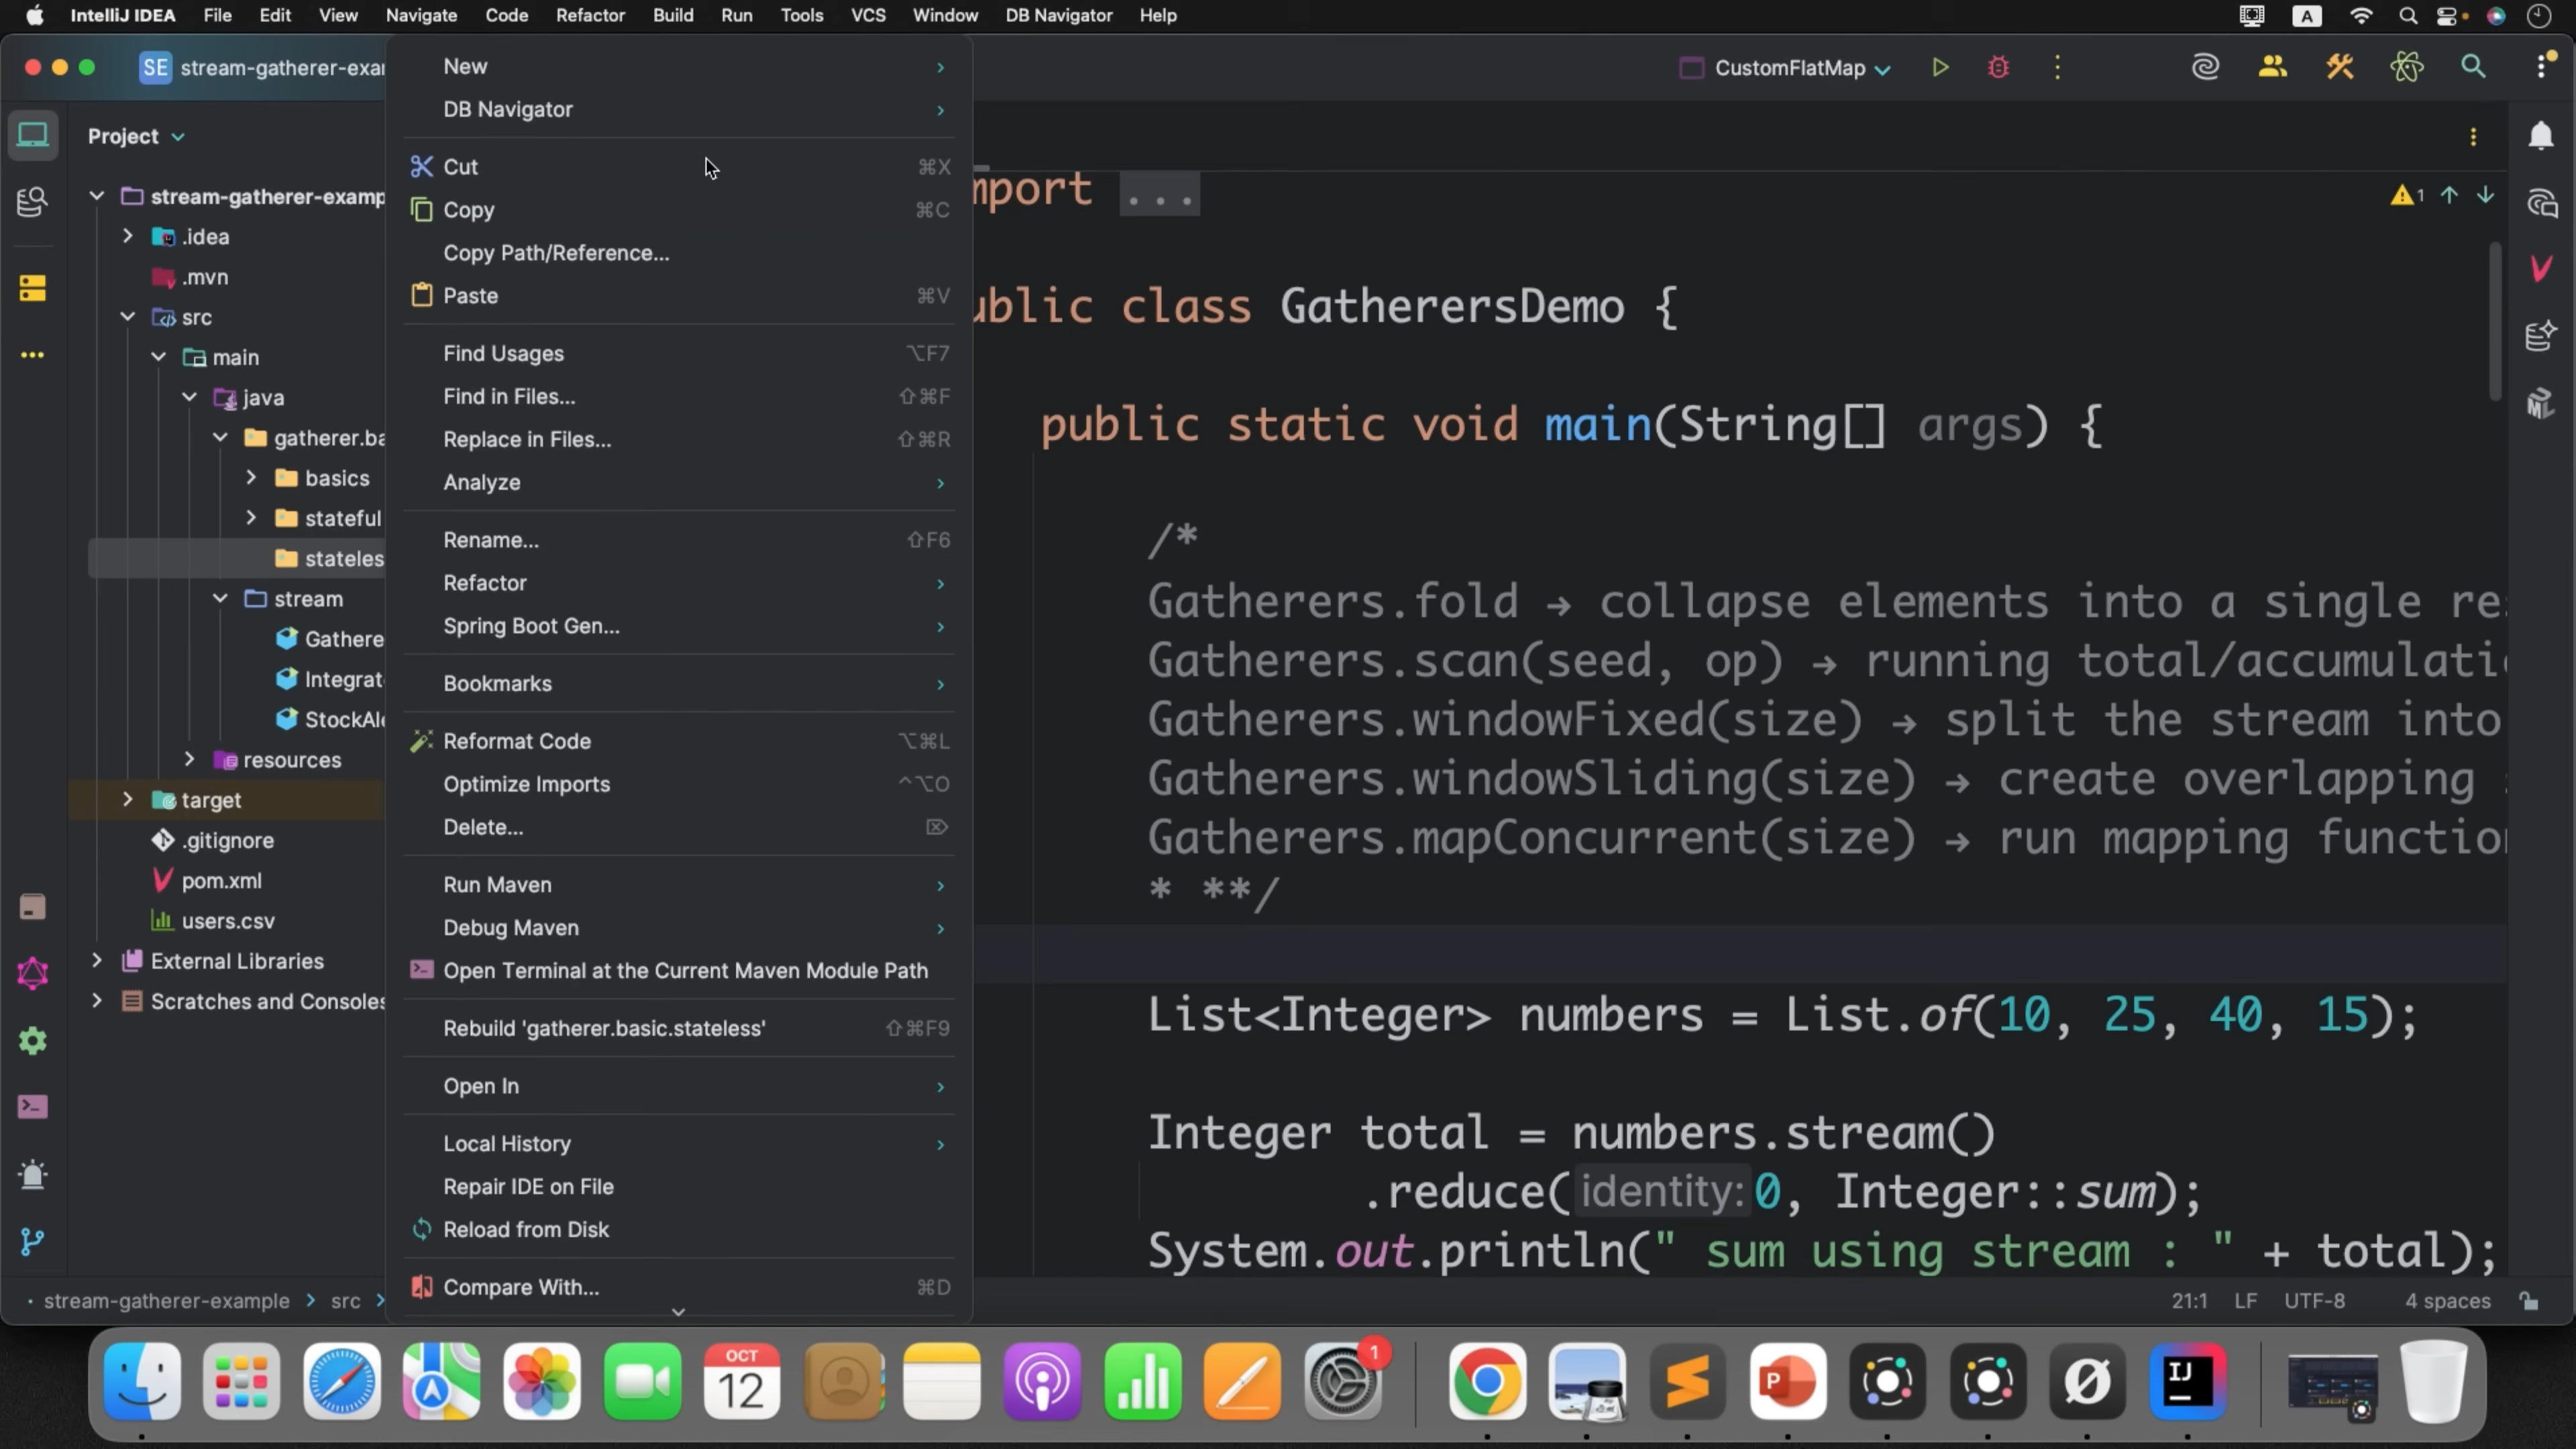 IntelliJ IDEA File Edit View Navigate Code Refactor Build Run Tools VCS Window DB Navigator Help
A
SE stream-gatherer-exa
CustomFlatMap
Project
stream-gatherer-examp
.idea
.mvn
src
main
java
gatherer.ba
basics
stateful
stateles
stream
Gathere
Integrat
StockAle
resources
target
.gitignore
pom.xml
users.csv
External Libraries
Scratches and Consoles
New
DB Navigator
Cut ⌘X
Copy ⌘C
Copy Path/Reference...
Paste ⌘V
Find Usages ⌥F7
Find in Files... ⇧⌘F
Replace in Files... ⇧⌘R
Analyze
Rename... ⇧F6
Refactor
Spring Boot Gen...
Bookmarks
Reformat Code ⌥⌘L
Optimize Imports ^⌥O
Delete... ⌦
Run Maven
Debug Maven
Open Terminal at the Current Maven Module Path
Rebuild 'gatherer.basic.stateless' ⇧⌘F9
Open In
Local History
Repair IDE on File
Reload from Disk
Compare With... ⌘D
mport ...
1
ublic class GatherersDemo {
public static void main(String[] args) {
/*
Gatherers.fold → collapse elements into a single re
Gatherers.scan(seed, op) → running total/accumulati
Gatherers.windowFixed(size) → split the stream into
Gatherers.windowSliding(size) → create overlapping
Gatherers.mapConcurrent(size) → run mapping function
* **/
List<Integer> numbers = List.of(10, 25, 40, 15);
Integer total = numbers.stream()
.reduce( identity: 0, Integer::sum);
System.out.println(" sum using stream : " + total);
stream-gatherer-example > src >
21:1 LF UTF-8 4 spaces
OCT
12
1
P
IJ